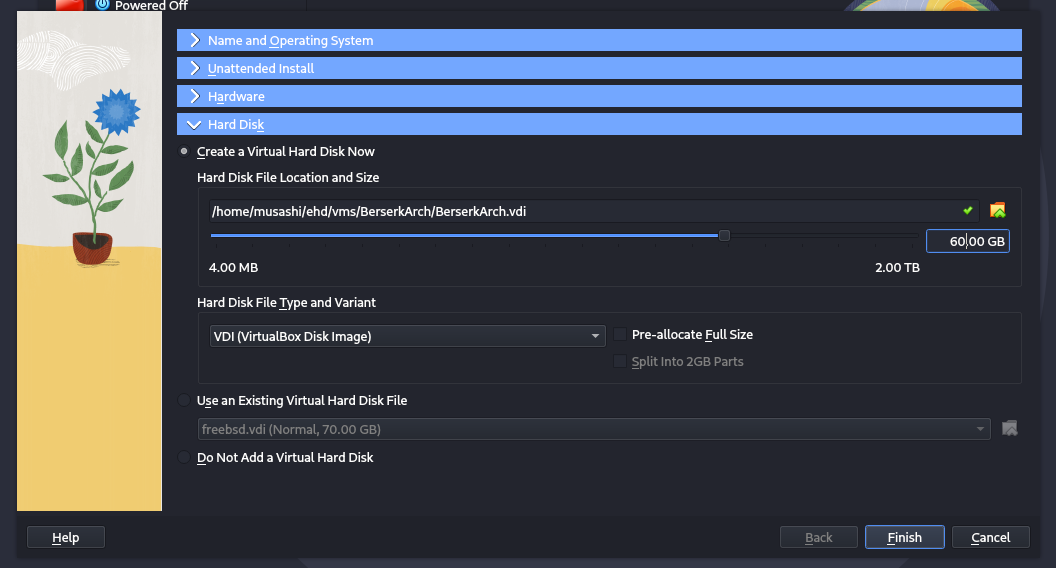 Powered Off
Name and Operating System
Unattended Install
Hardware
Hard Disk
Create a Virtual Hard Disk Now
Hard Disk File Location and Size
/home/musashi/ehd/vms/BerserkArch/BerserkArch.vdi
60.00 GB
4.00 MB
2.00 TB
Hard Disk File Type and Variant
VDI (VirtualBox Disk Image)
Pre-allocate Full Size
Split Into 2GB Parts
Use an Existing Virtual Hard Disk File
freebsd.vdi (Normal, 70.00 GB)
Do Not Add a Virtual Hard Disk
Help
Back
Finish
Cancel